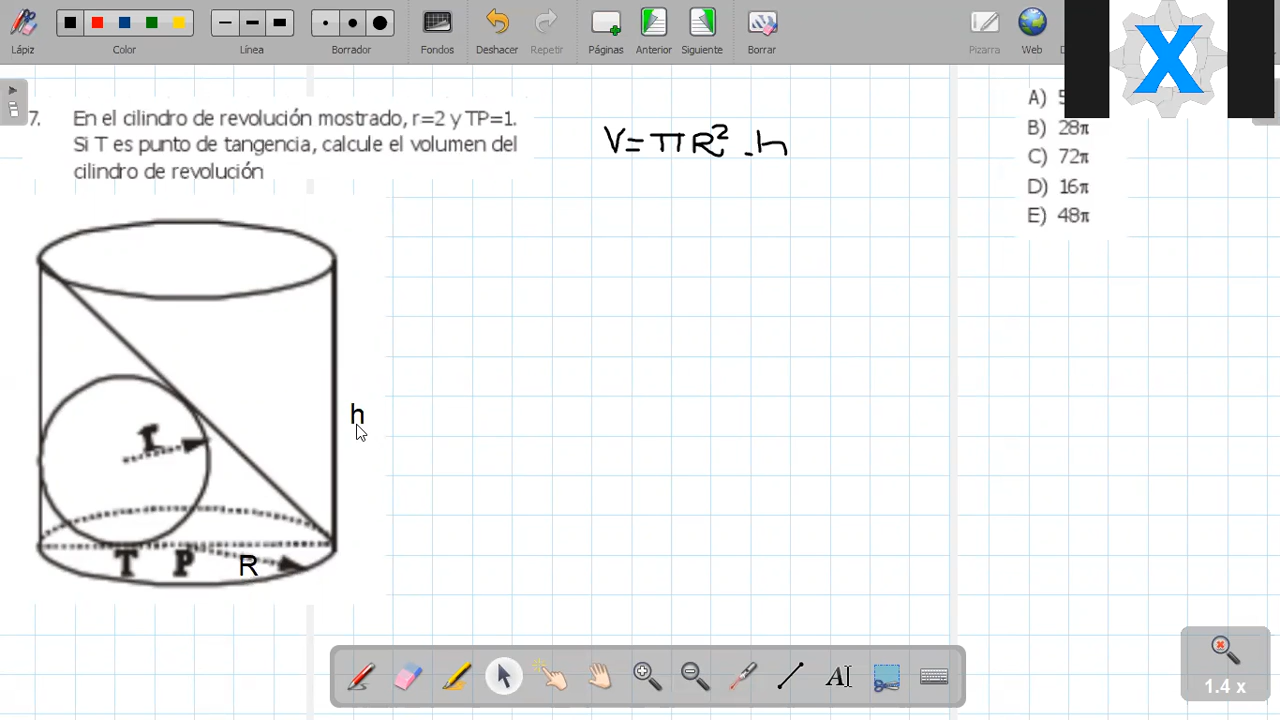 Lápiz
Color
Línea
Borrador
Fondos
Deshacer
Repetir
Páginas
Anterior
Siguiente
Borrar
Pizarra
Web
X
7. En el cilindro de revolución mostrado, r=2 y TP=1.
Si T es punto de tangencia, calcule el volumen del
cilindro de revolución
V=πR² .h
A)
B) 28π
C) 72π
D) 16π
E) 48π
r
h
T P R
AI
1.4 x